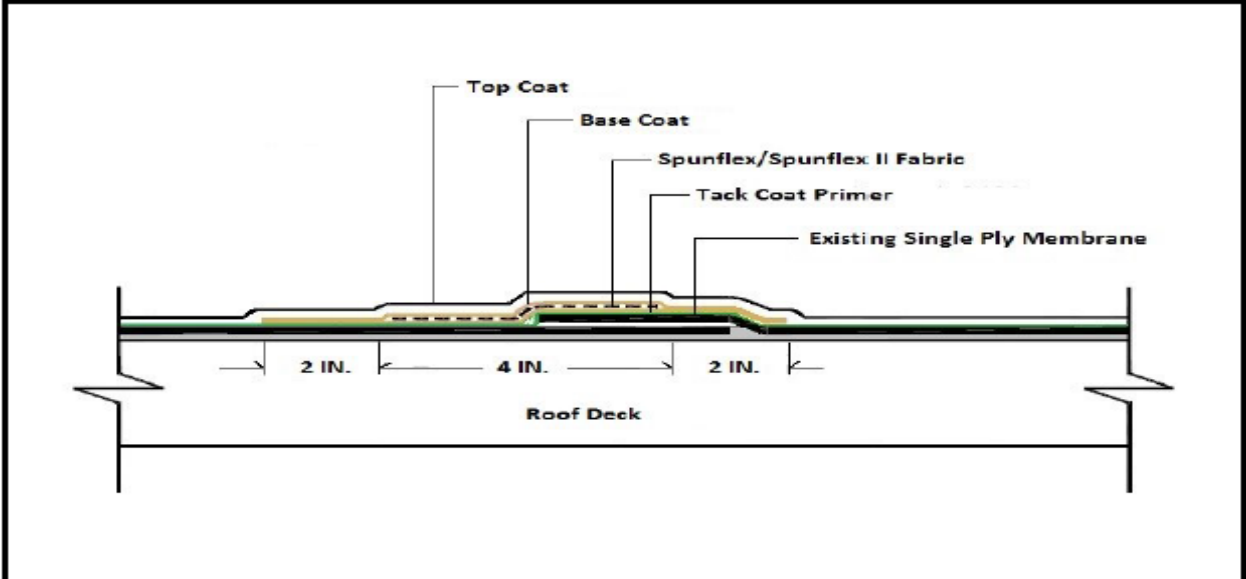 Top Coat
Base Coat
Spunflex/Spunflex II Fabric
Tack Coat Primer
Existing Single Ply Membrane
2 IN. 4 IN. 2 IN.
Roof Deck